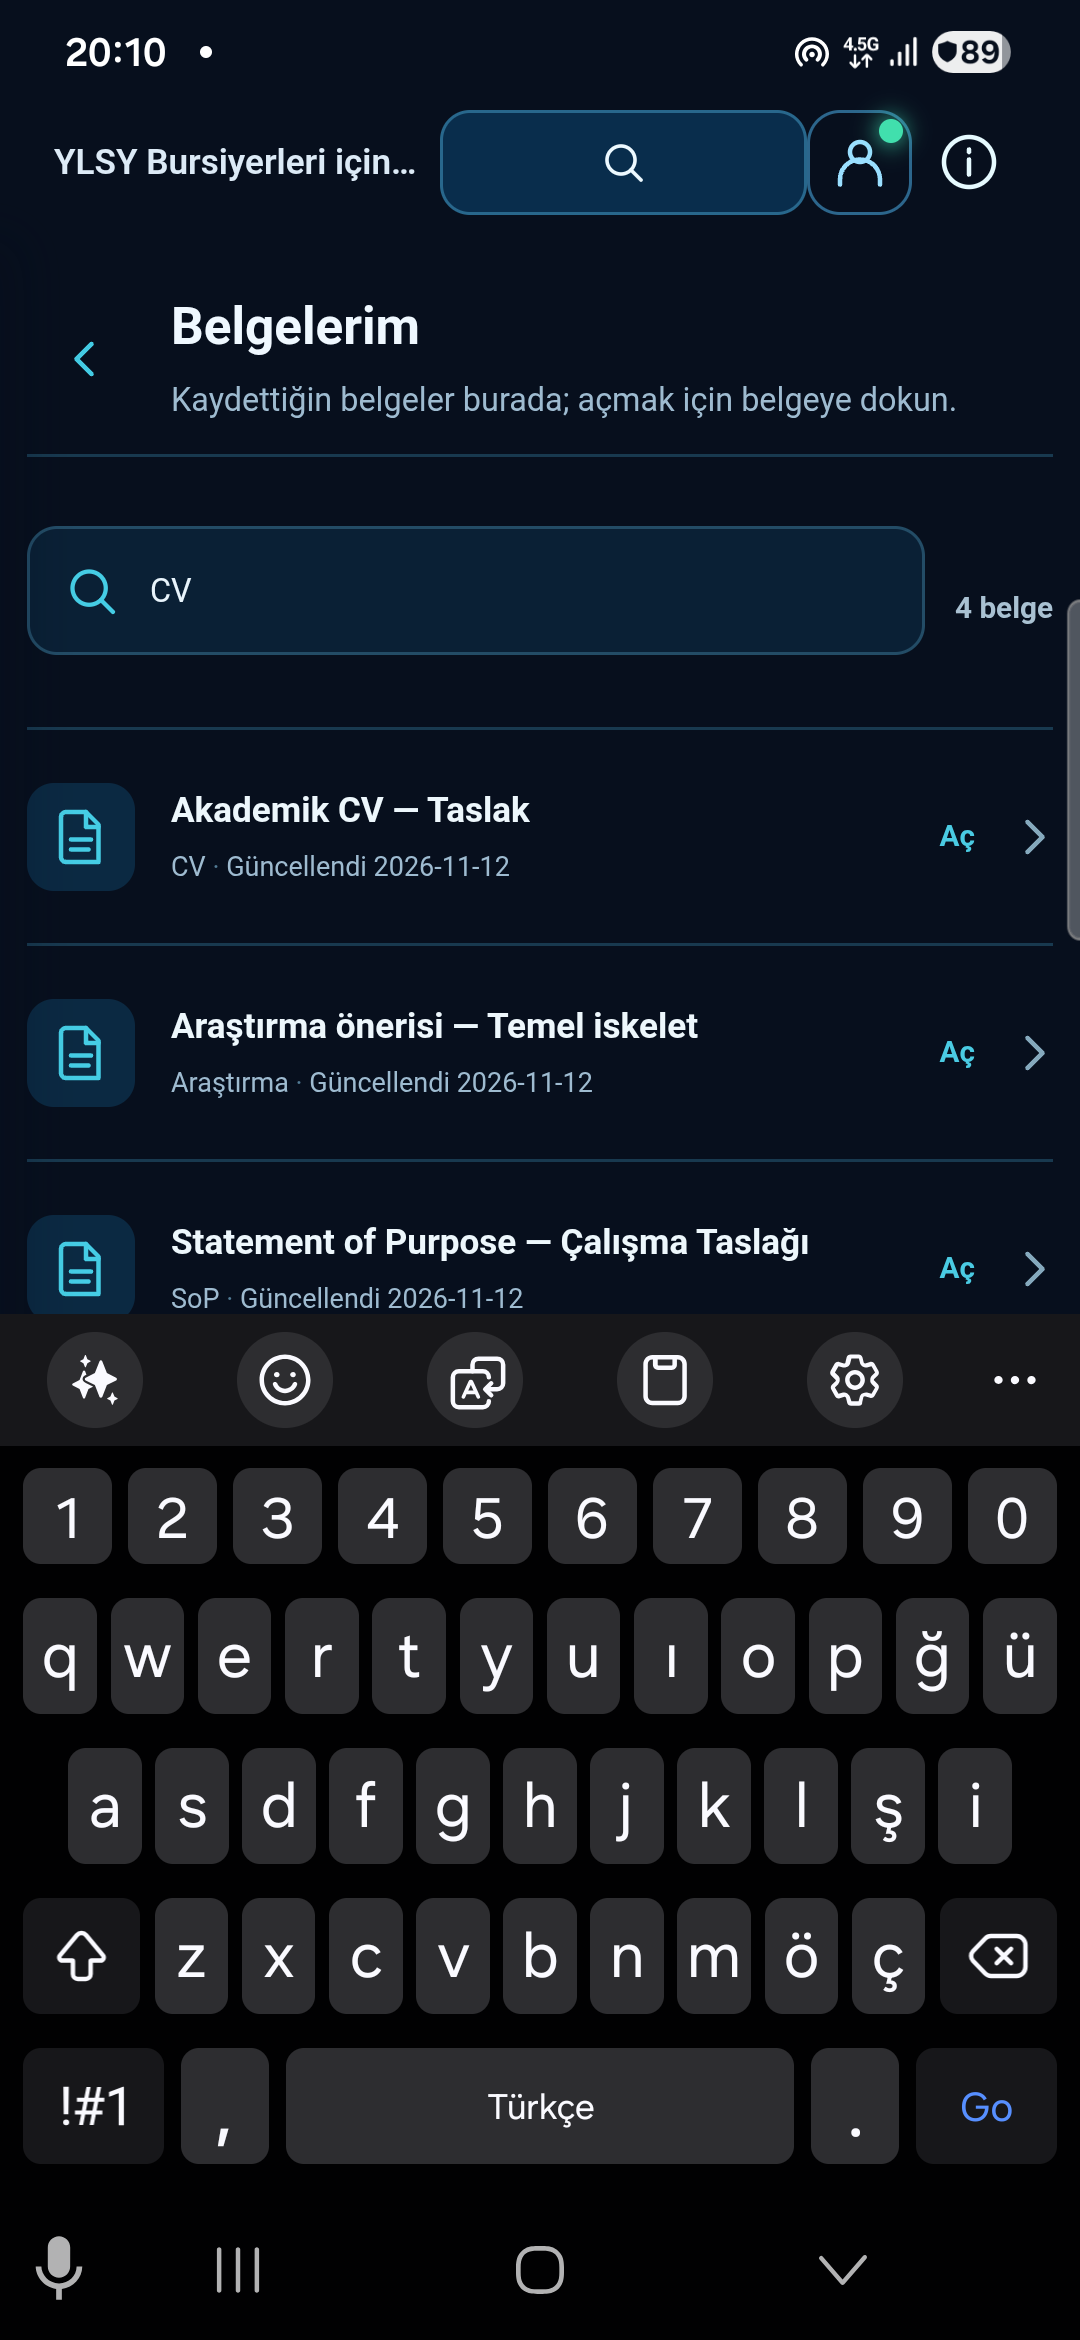 20:10
4.5G
89
YLSY Bursiyerleri için...
Belgelerim
Kaydettiğin belgeler burada; açmak için belgeye dokun.
CV
4 belge
Akademik CV — Taslak
CV · Güncellendi 2026-11-12
Aç
Araştırma önerisi — Temel iskelet
Araştırma · Güncellendi 2026-11-12
Aç
Statement of Purpose — Çalışma Taslağı
SoP · Güncellendi 2026-11-12
Aç
A
1 2 3 4 5 6 7 8 9 0
q w e r t y u ı o p ğ ü
a s d f g h j k l ş i
z x c v b n m ö ç
!#1 , Türkçe . Go